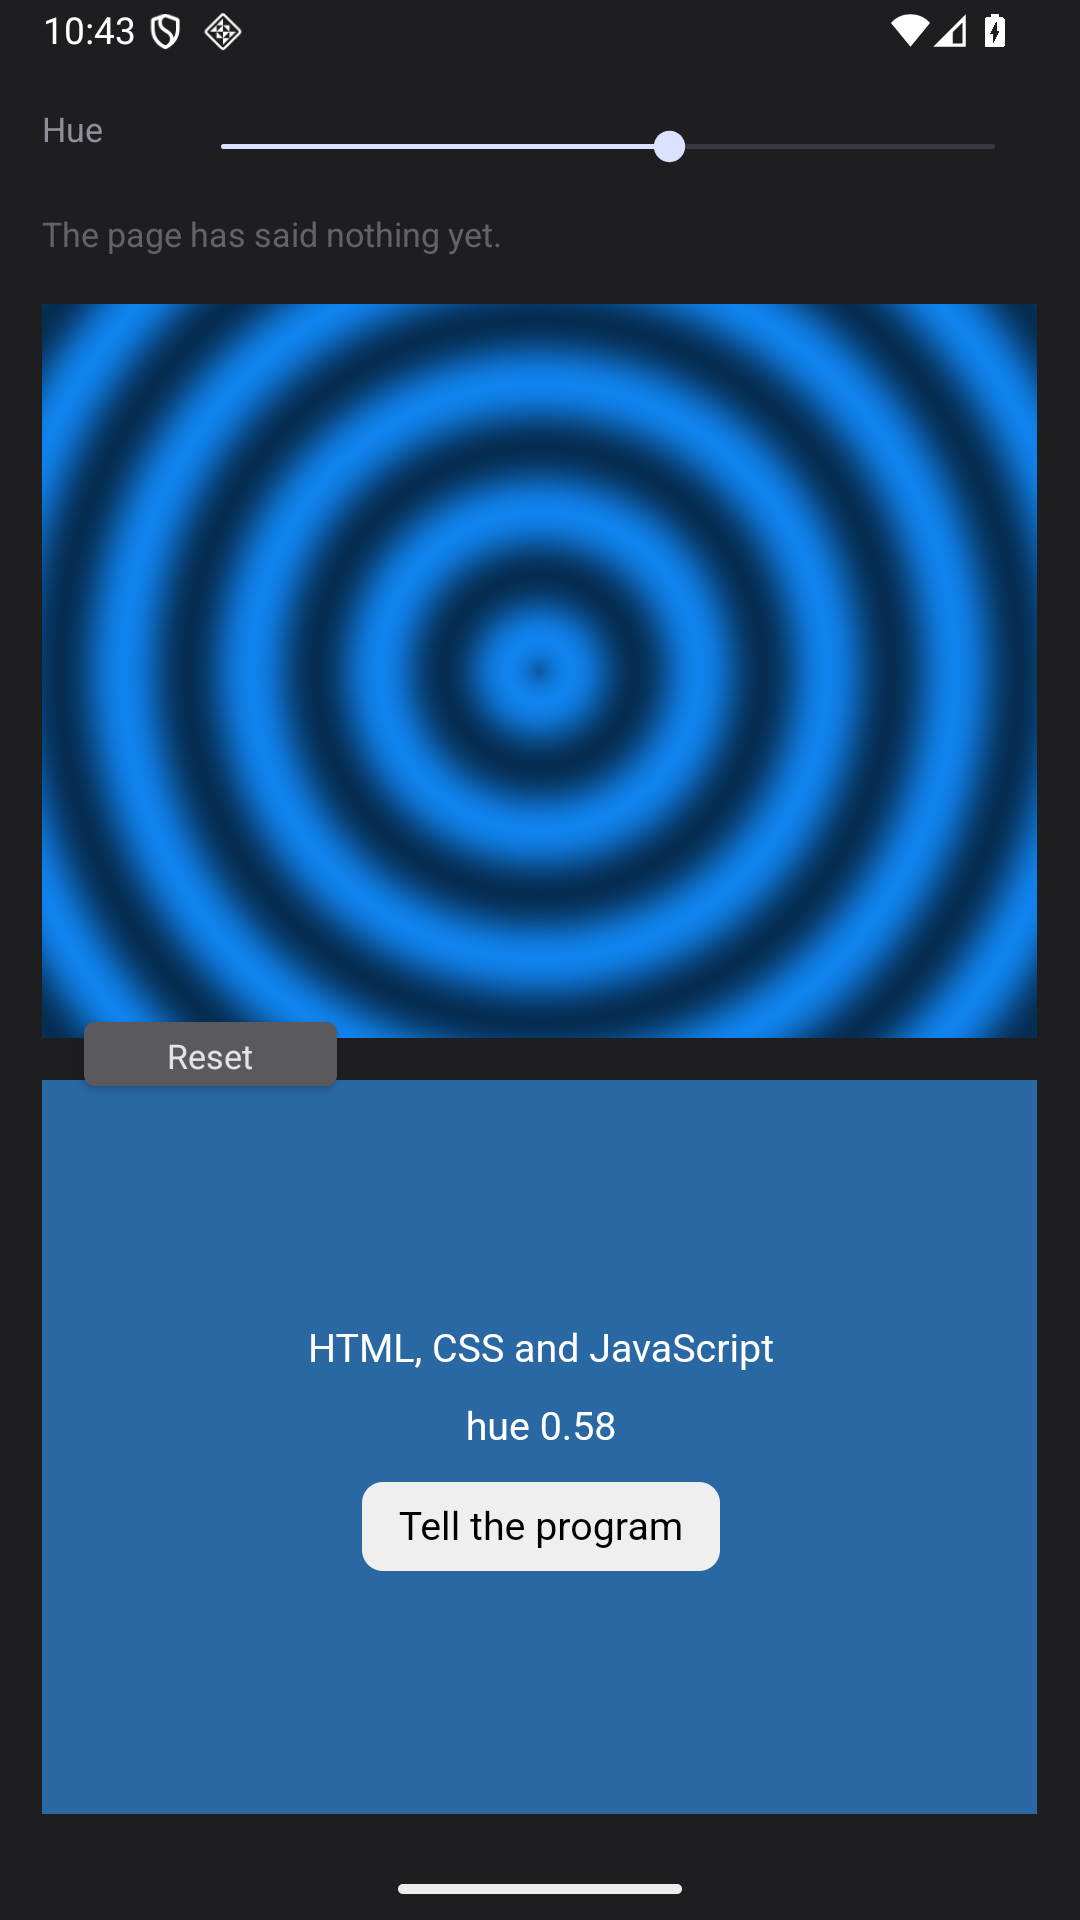 10:43
Hue
The page has said nothing yet.
Reset
HTML, CSS and JavaScript
hue 0.58
Tell the program